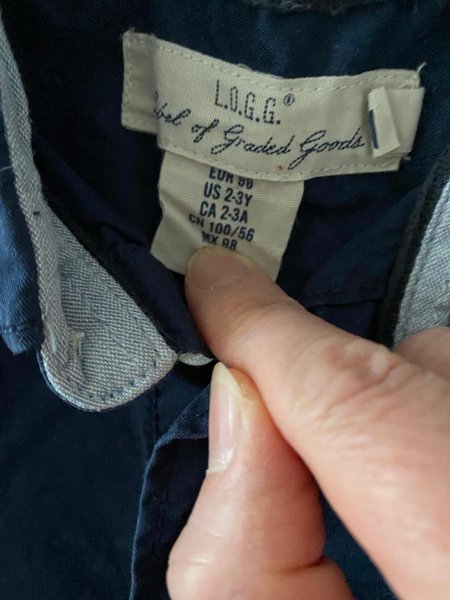 L.O.G.G.®
Label of Graded Goods
EUR 98
US 2-3Y
CA 2-3A
CN 100/56
MX 98